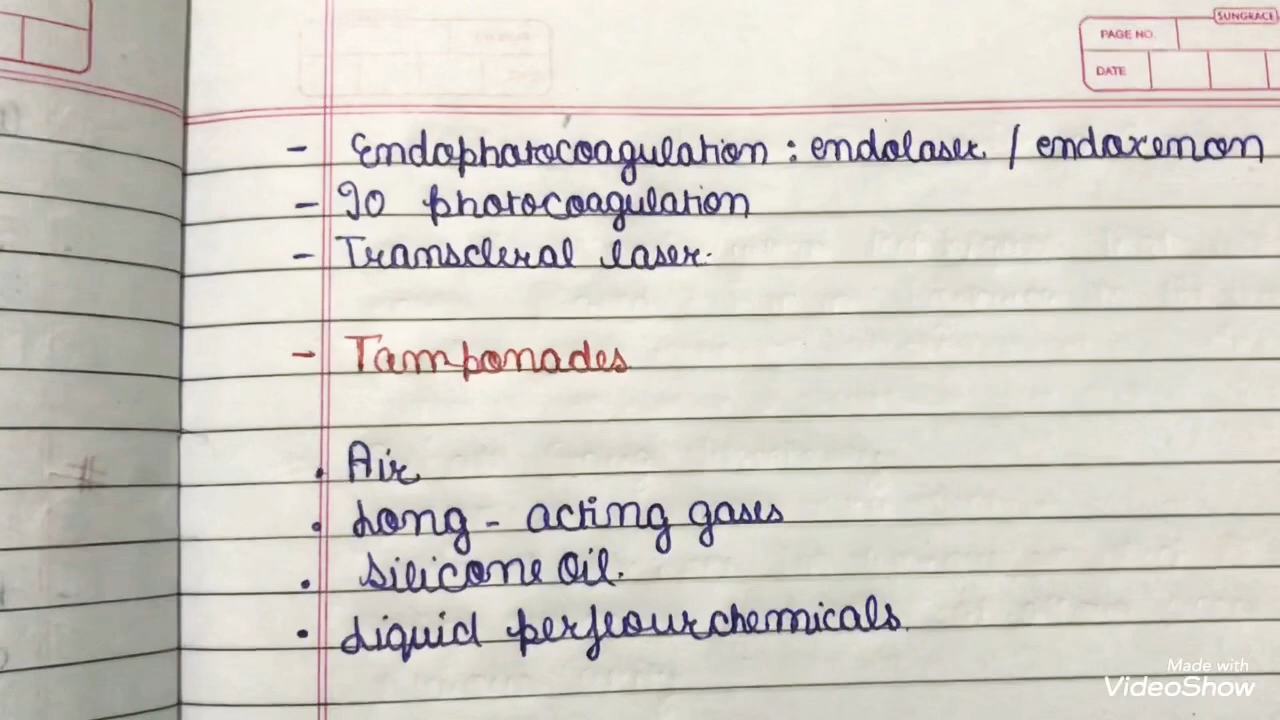 SUNGRACE
PAGE NO.
DATE
- Endophotocoagulation : endolaser / endoxenon
- IO photocoagulation
- Transcleral laser.
- Tamponades
. Air
. Long - acting gases
. Silicone oil.
. Liquid perflourchemicals
Made with
VideoShow